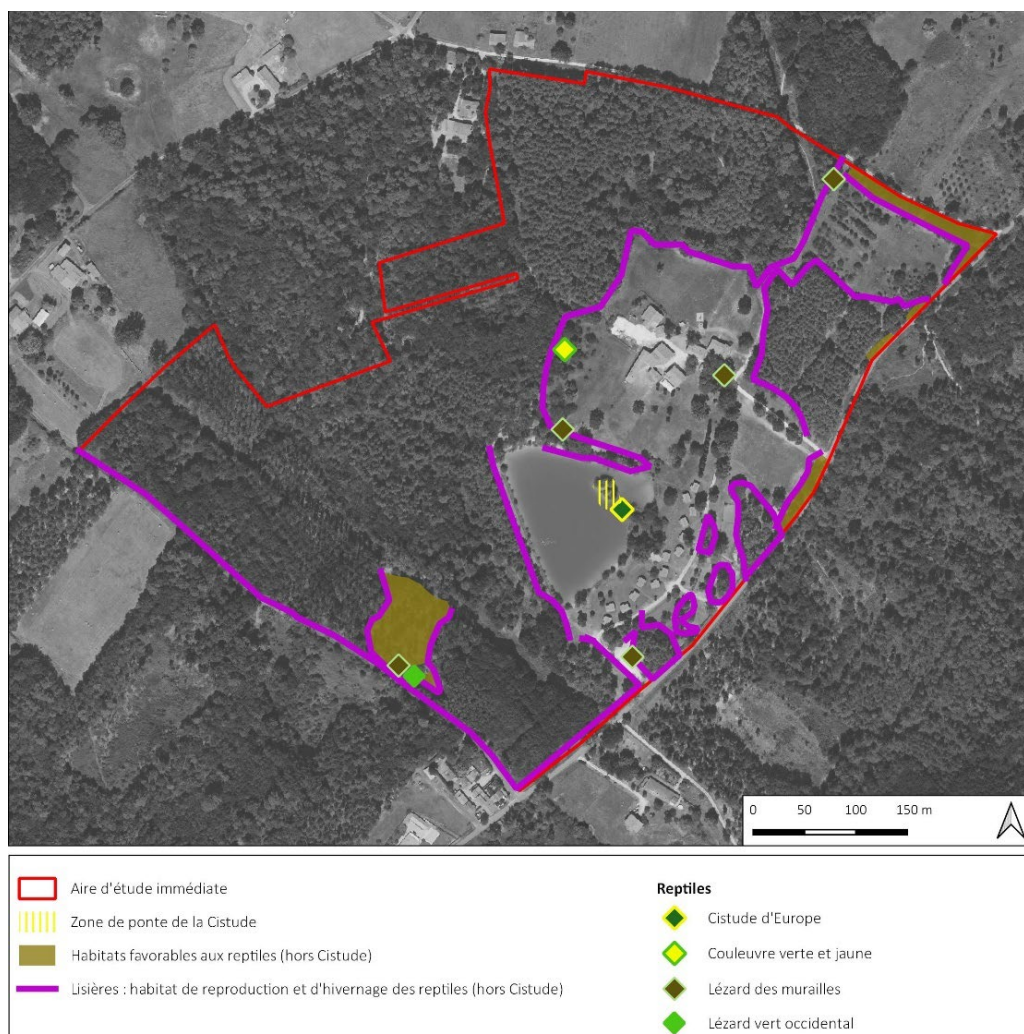 0 50 100 150 m
Aire d'étude immédiate
Zone de ponte de la Cistude
Habitats favorables aux reptiles (hors Cistude)
Lisières : habitat de reproduction et d'hivernage des reptiles (hors Cistude)
Reptiles
Cistude d'Europe
Couleuvre verte et jaune
Lézard des murailles
Lézard vert occidental